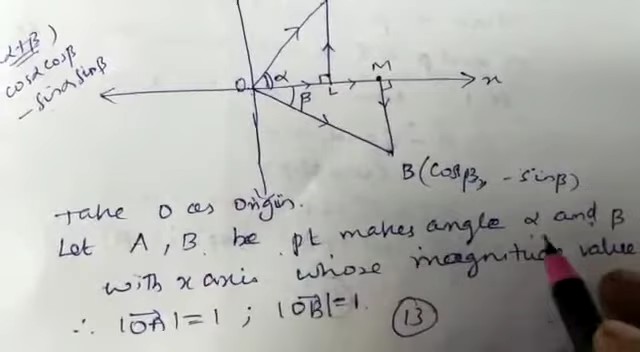 α+β)
cosα cosβ
- sinα sinβ
O α L M x
β
B (cosβ, - sinβ)
Take O as Origin.
Let A, B be pt makes angle α and β
with x axis whose magnitude value
∴ |OA| = 1 ; |OB| = 1.
13